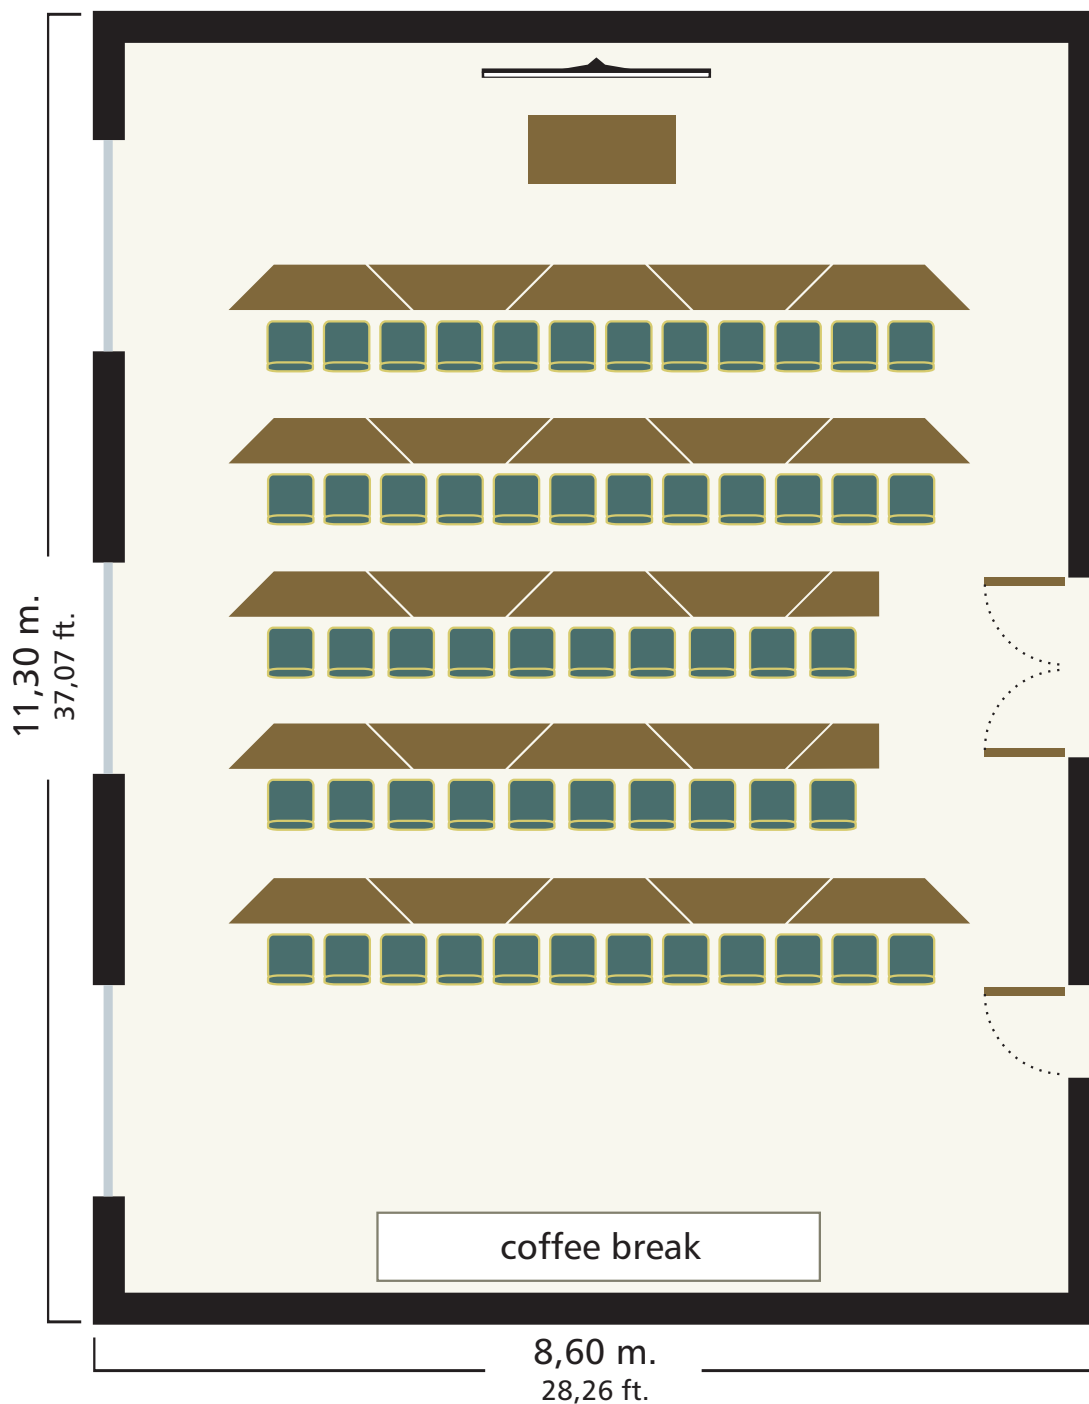 11,30 m.
37,07 ft.
coffee break
8,60 m.
28,26 ft.